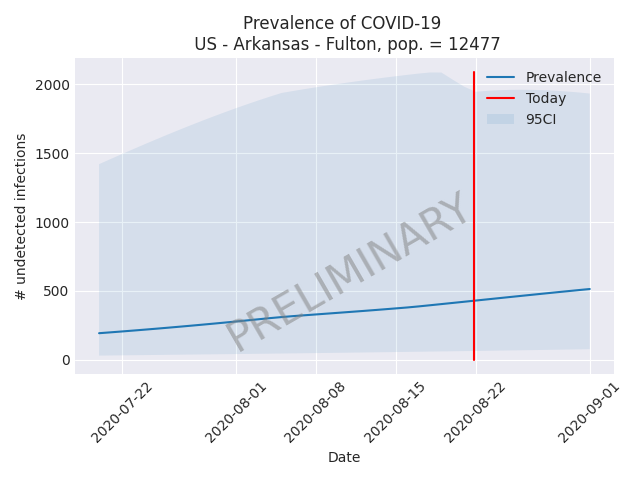 Prevalence of COVID-19
US - Arkansas - Fulton, pop. = 12477
# undetected infections
2000
1500
1000
500
0
Prevalence
Today
95CI
PRELIMINARY
2020-07-22
2020-08-01
2020-08-08
2020-08-15
2020-08-22
2020-09-01
Date